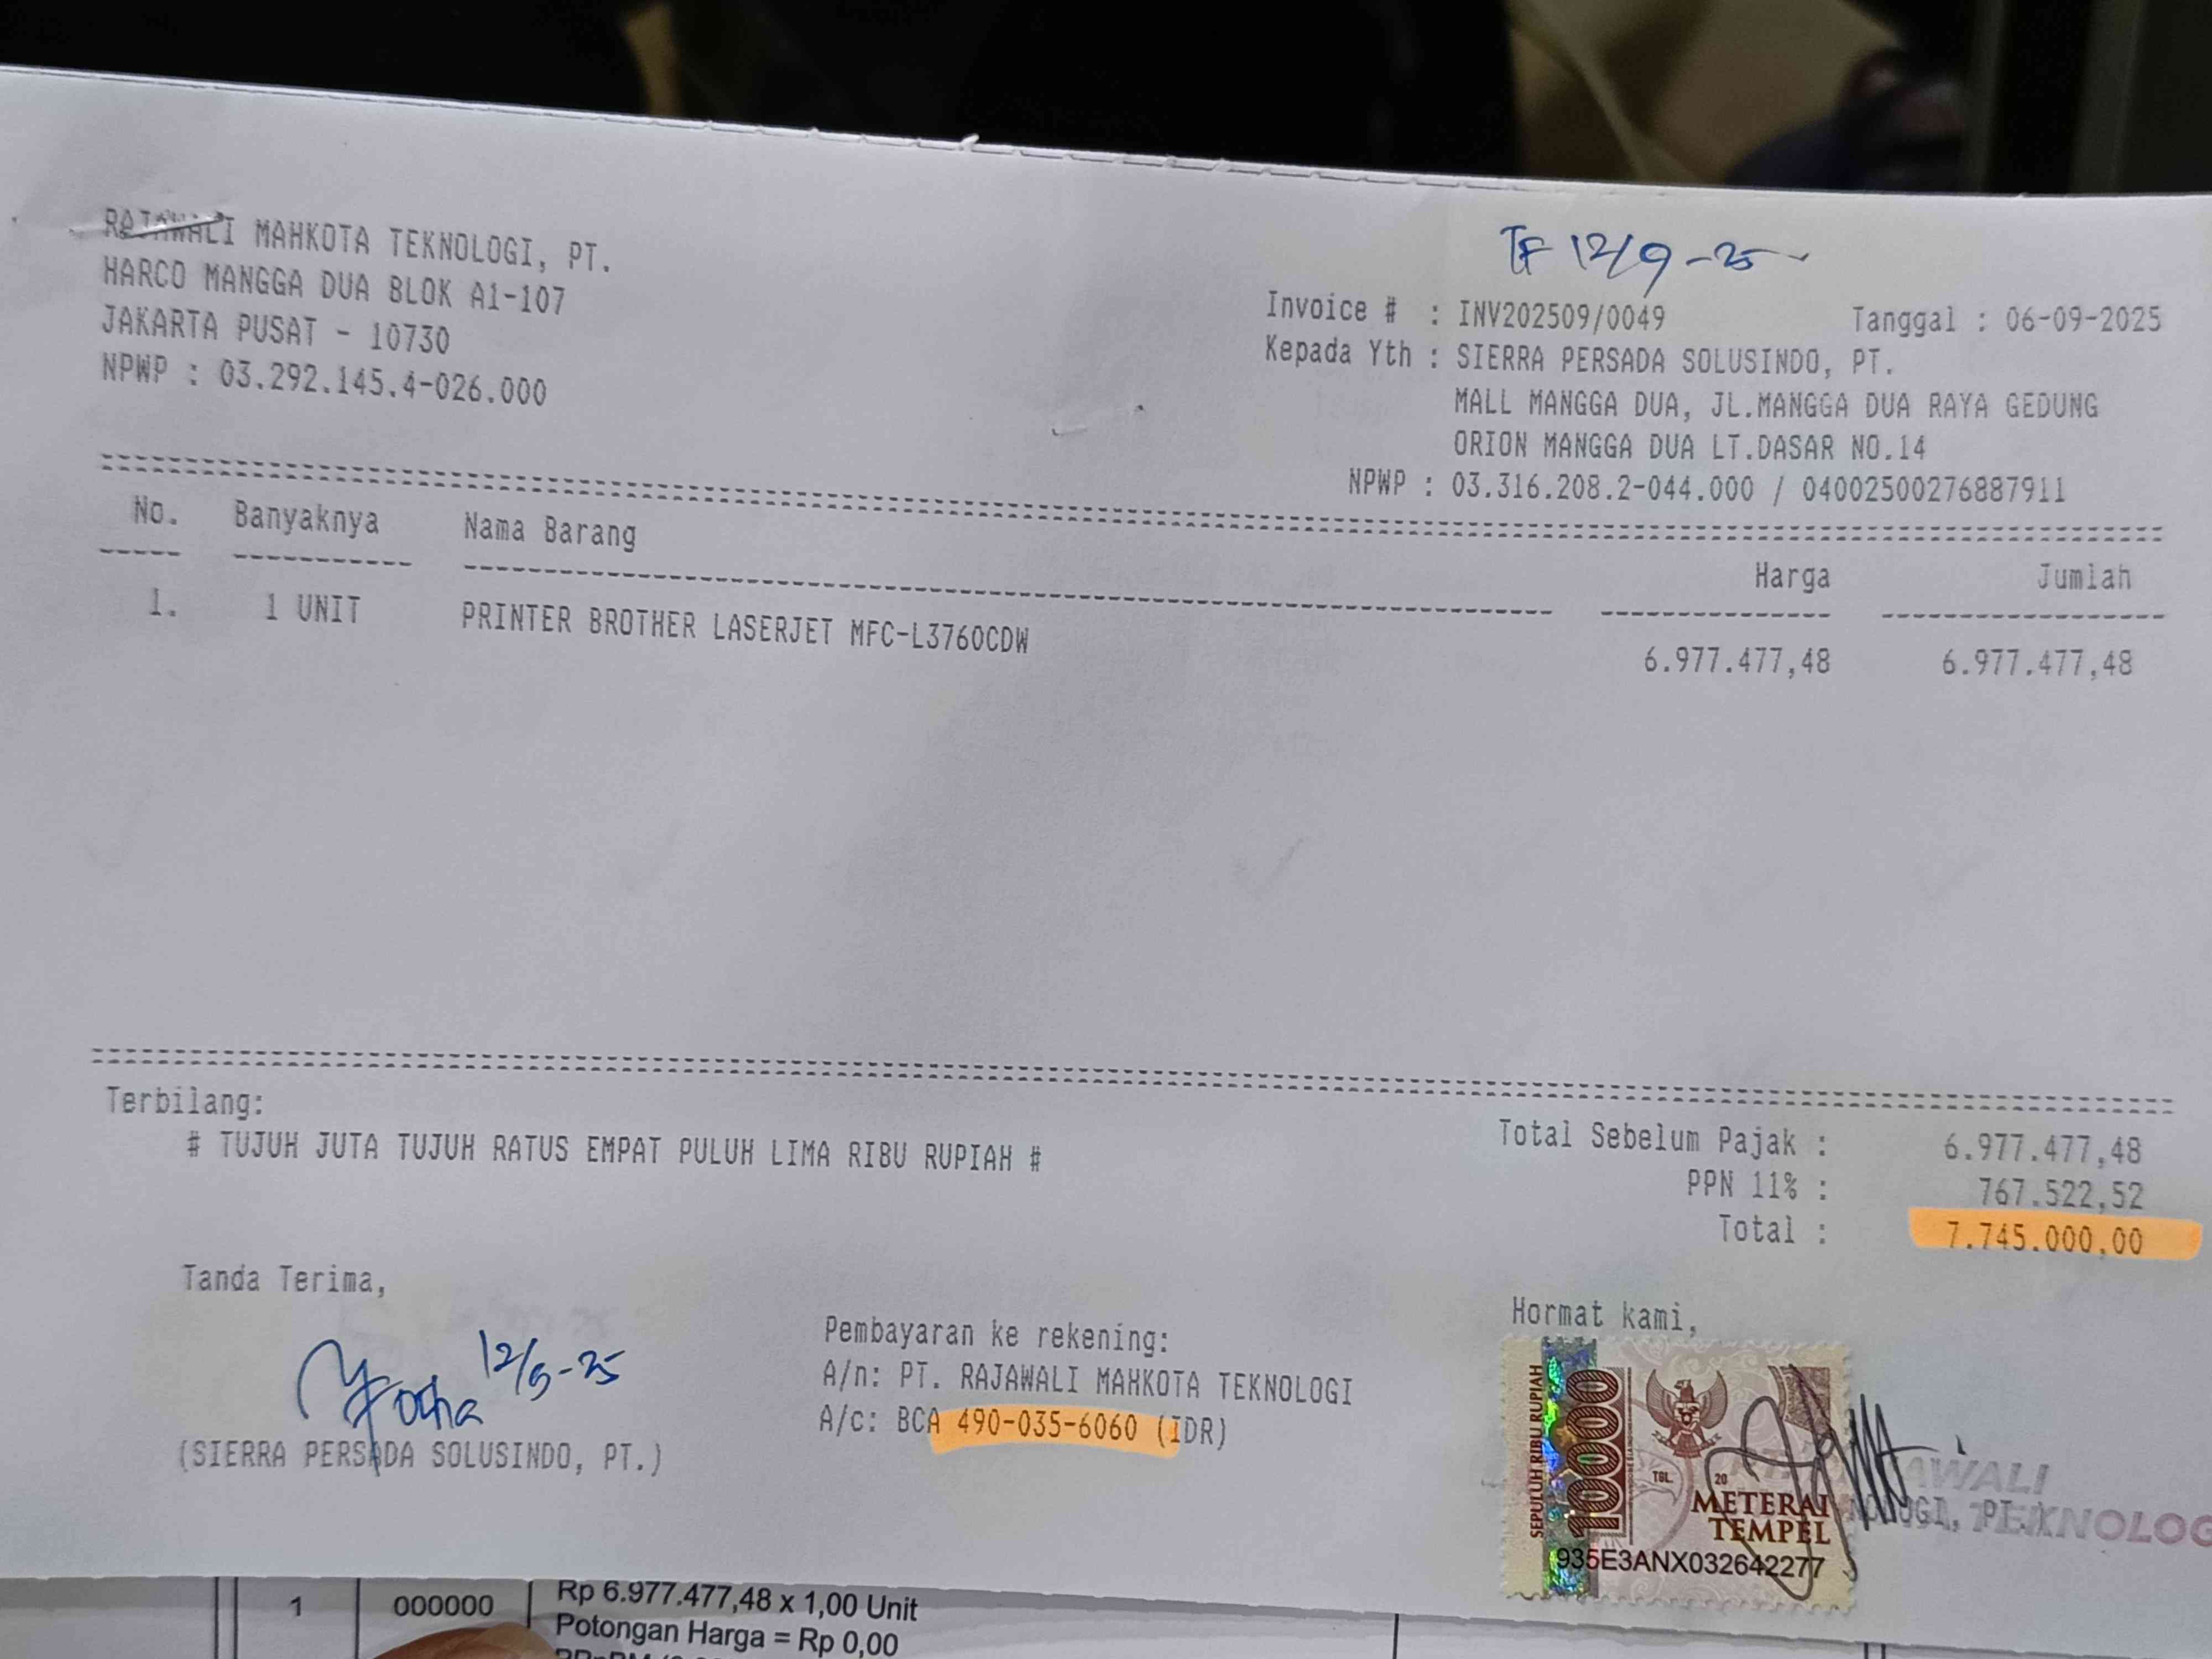 RAJAWALI MAHKOTA TEKNOLOGI, PT.
HARCO MANGGA DUA BLOK A1-107
JAKARTA PUSAT - 10730
NPWP : 03.292.145.4-026.000
TF 12/9-25
Invoice # : INV202509/0049 Tanggal : 06-09-2025
Kepada Yth : SIERRA PERSADA SOLUSINDO, PT.
MALL MANGGA DUA, JL.MANGGA DUA RAYA GEDUNG
ORION MANGGA DUA LT.DASAR NO.14
NPWP : 03.316.208.2-044.000 / 04002500276887911
No. Banyaknya Nama Barang Harga Jumlah
1. 1 UNIT PRINTER BROTHER LASERJET MFC-L3760CDW 6.977.477,48 6.977.477,48
Terbilang:
# TUJUH JUTA TUJUH RATUS EMPAT PULUH LIMA RIBU RUPIAH #
Total Sebelum Pajak : 6.977.477,48
PPN 11% : 767.522,52
Total : 7.745.000,00
Tanda Terima,
12/9-25
(SIERRA PERSADA SOLUSINDO, PT.)
Pembayaran ke rekening:
A/n: PT. RAJAWALI MAHKOTA TEKNOLOGI
A/c: BCA 490-035-6060 (IDR)
Hormat kami,
SEPULUH RIBU RUPIAH
10000
TGL. 20
METERAI
TEMPEL
935E3ANX032642277
1 000000 Rp 6.977.477,48 x 1,00 Unit
Potongan Harga = Rp 0,00